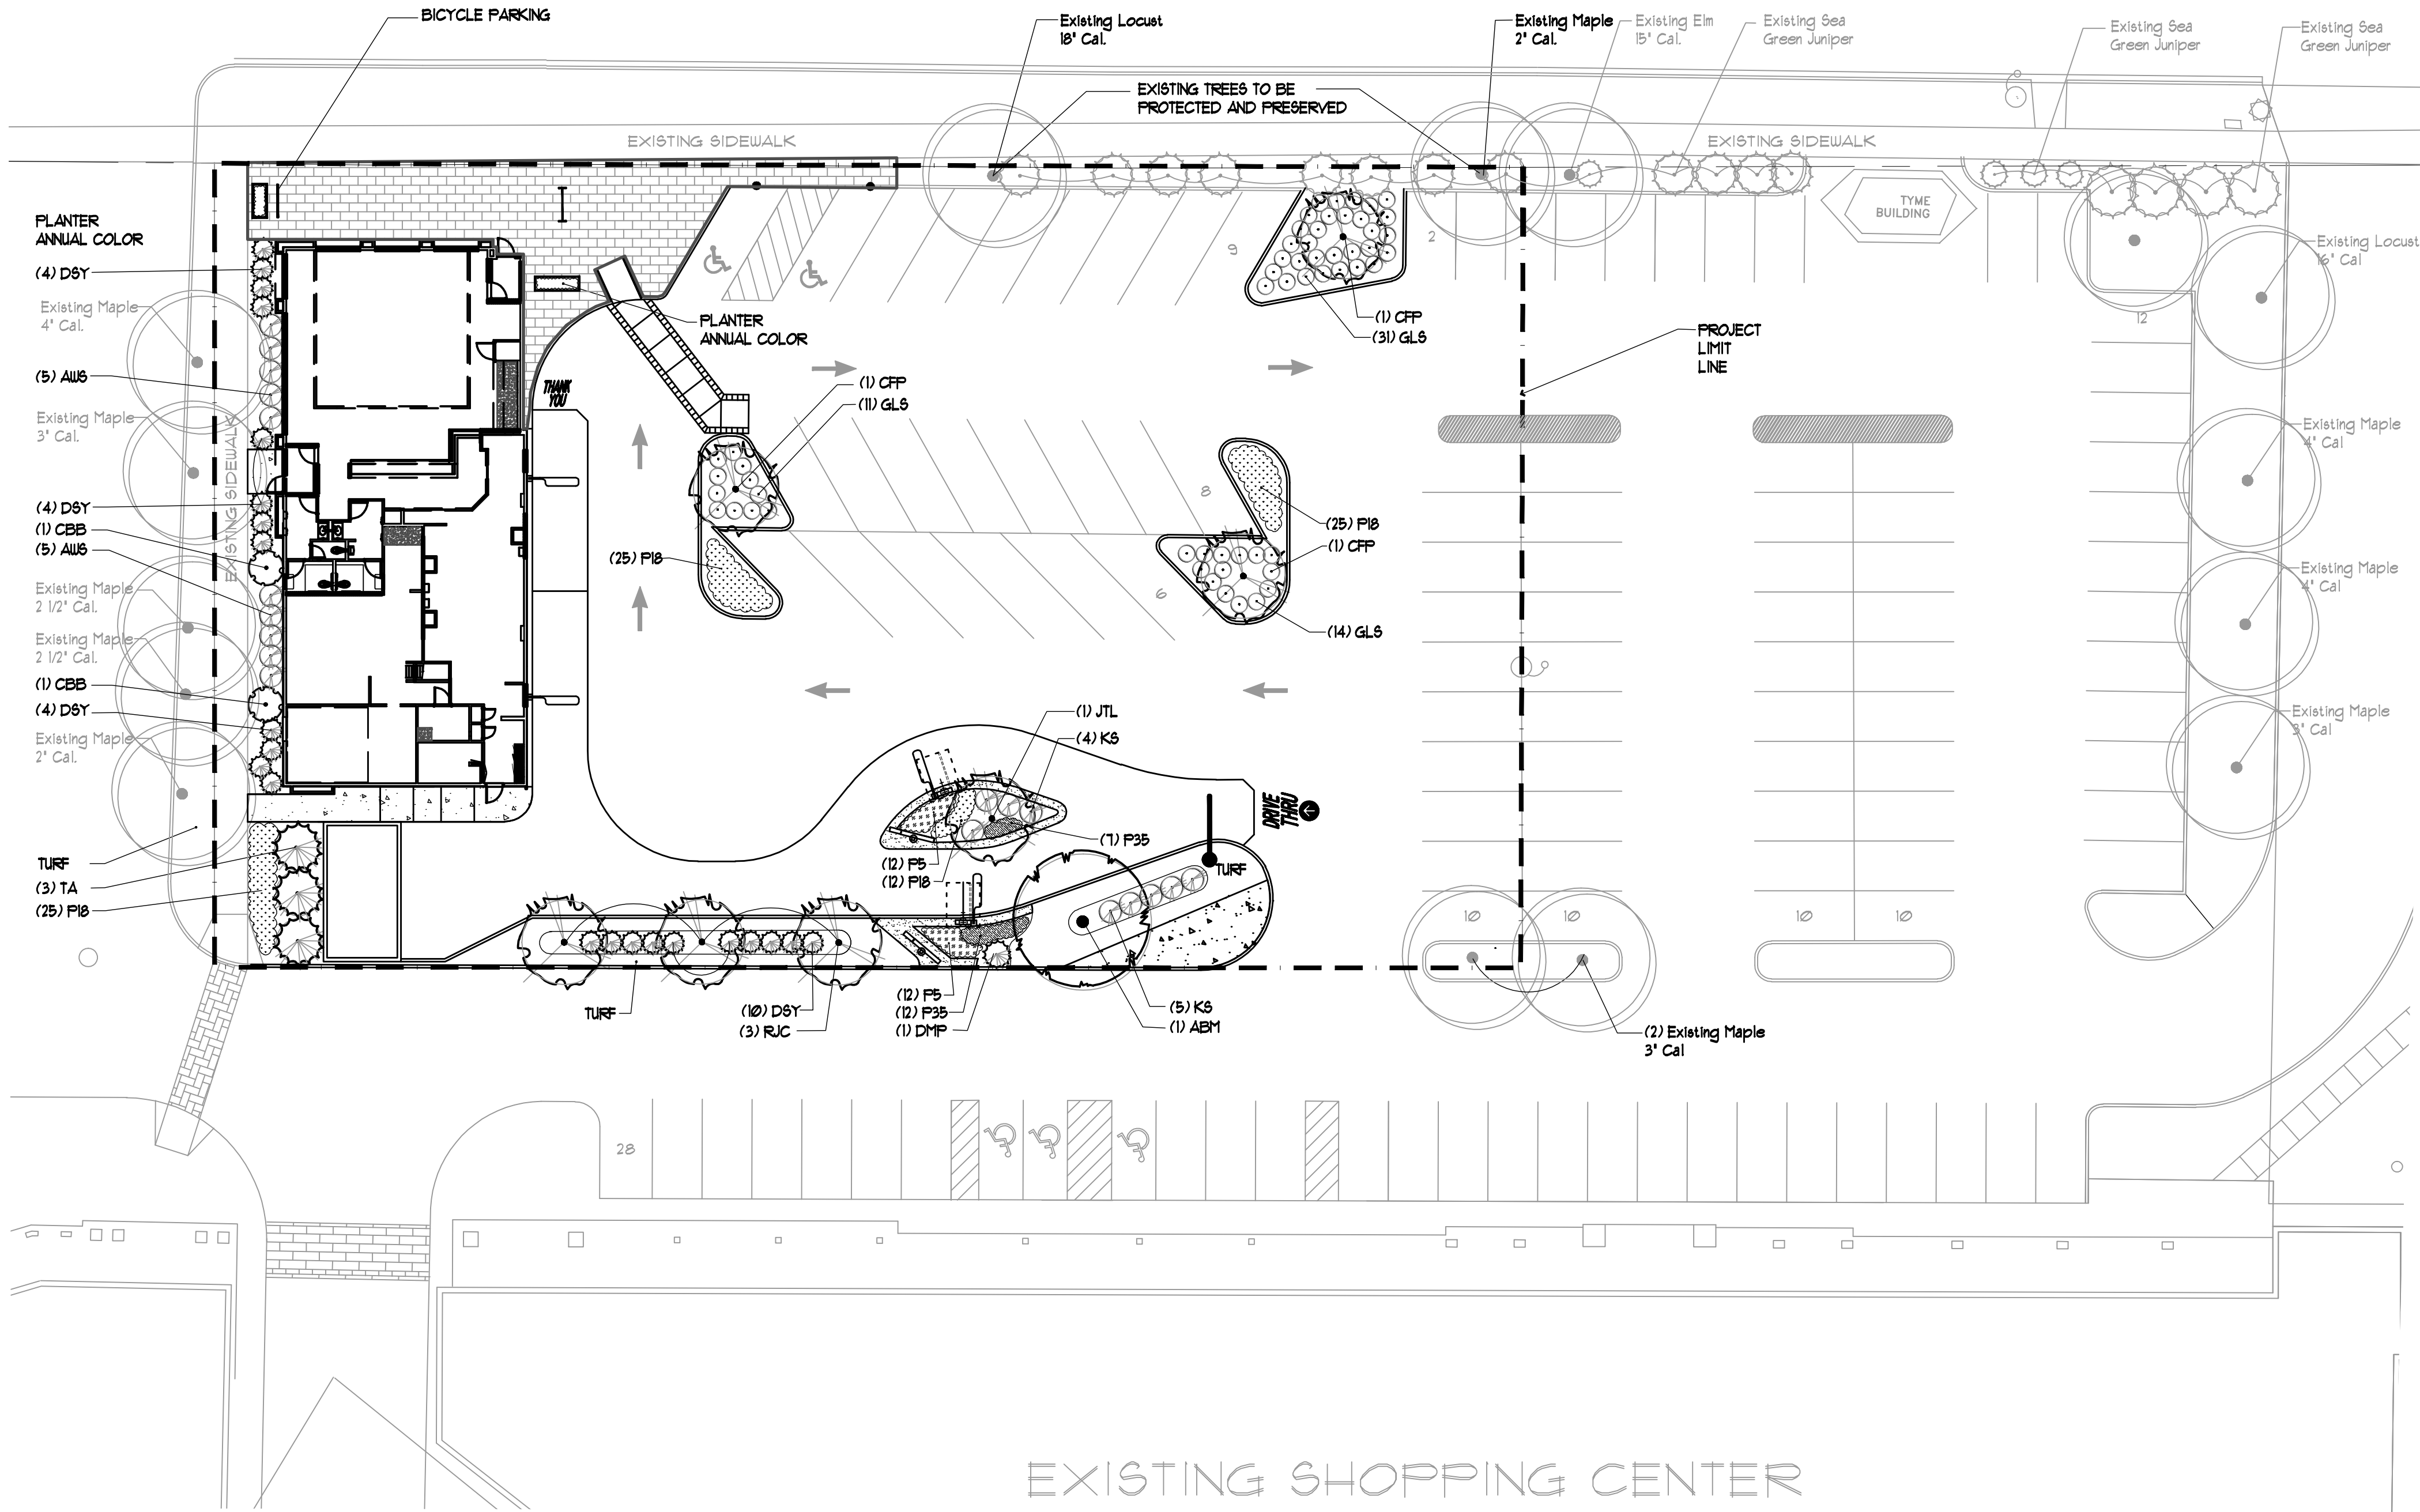 BICYCLE PARKING
Existing Locust
18" Cal.
Existing Maple
2" Cal.
Existing Elm
15" Cal.
Existing Sea
Green Juniper
Existing Sea
Green Juniper
Existing Sea
Green Juniper
EXISTING TREES TO BE
PROTECTED AND PRESERVED
EXISTING SIDEWALK
EXISTING SIDEWALK
TYME
BUILDING
PLANTER
ANNUAL COLOR
(4) DSY
Existing Maple
4" Cal.
(5) AWS
Existing Maple
3" Cal.
EXISTING SIDEWALK
(4) DSY
(1) CBB
(5) AWS
Existing Maple
2 1/2" Cal.
Existing Maple
2 1/2" Cal.
(1) CBB
(4) DSY
Existing Maple
2" Cal.
TURF
(3) TA
(25) P18
PLANTER
ANNUAL COLOR
THANK
YOU
(1) CFP
(11) GLS
(25) P18
9
2
(1) CFP
(31) GLS
PROJECT
LIMIT
LINE
12
Existing Locust
16" Cal
8
(25) P18
(1) CFP
6
(14) GLS
Existing Maple
4" Cal
Existing Maple
4" Cal
Existing Maple
3" Cal
(1) JTL
(4) KS
DRIVE
THRU
(7) P35
(12) P5
(12) P18
TURF
10
10
10
10
TURF
(10) DSY
(3) RJC
(12) P5
(12) P35
(1) DMP
(5) KS
(1) ABM
(2) Existing Maple
3" Cal
28
EXISTING SHOPPING CENTER